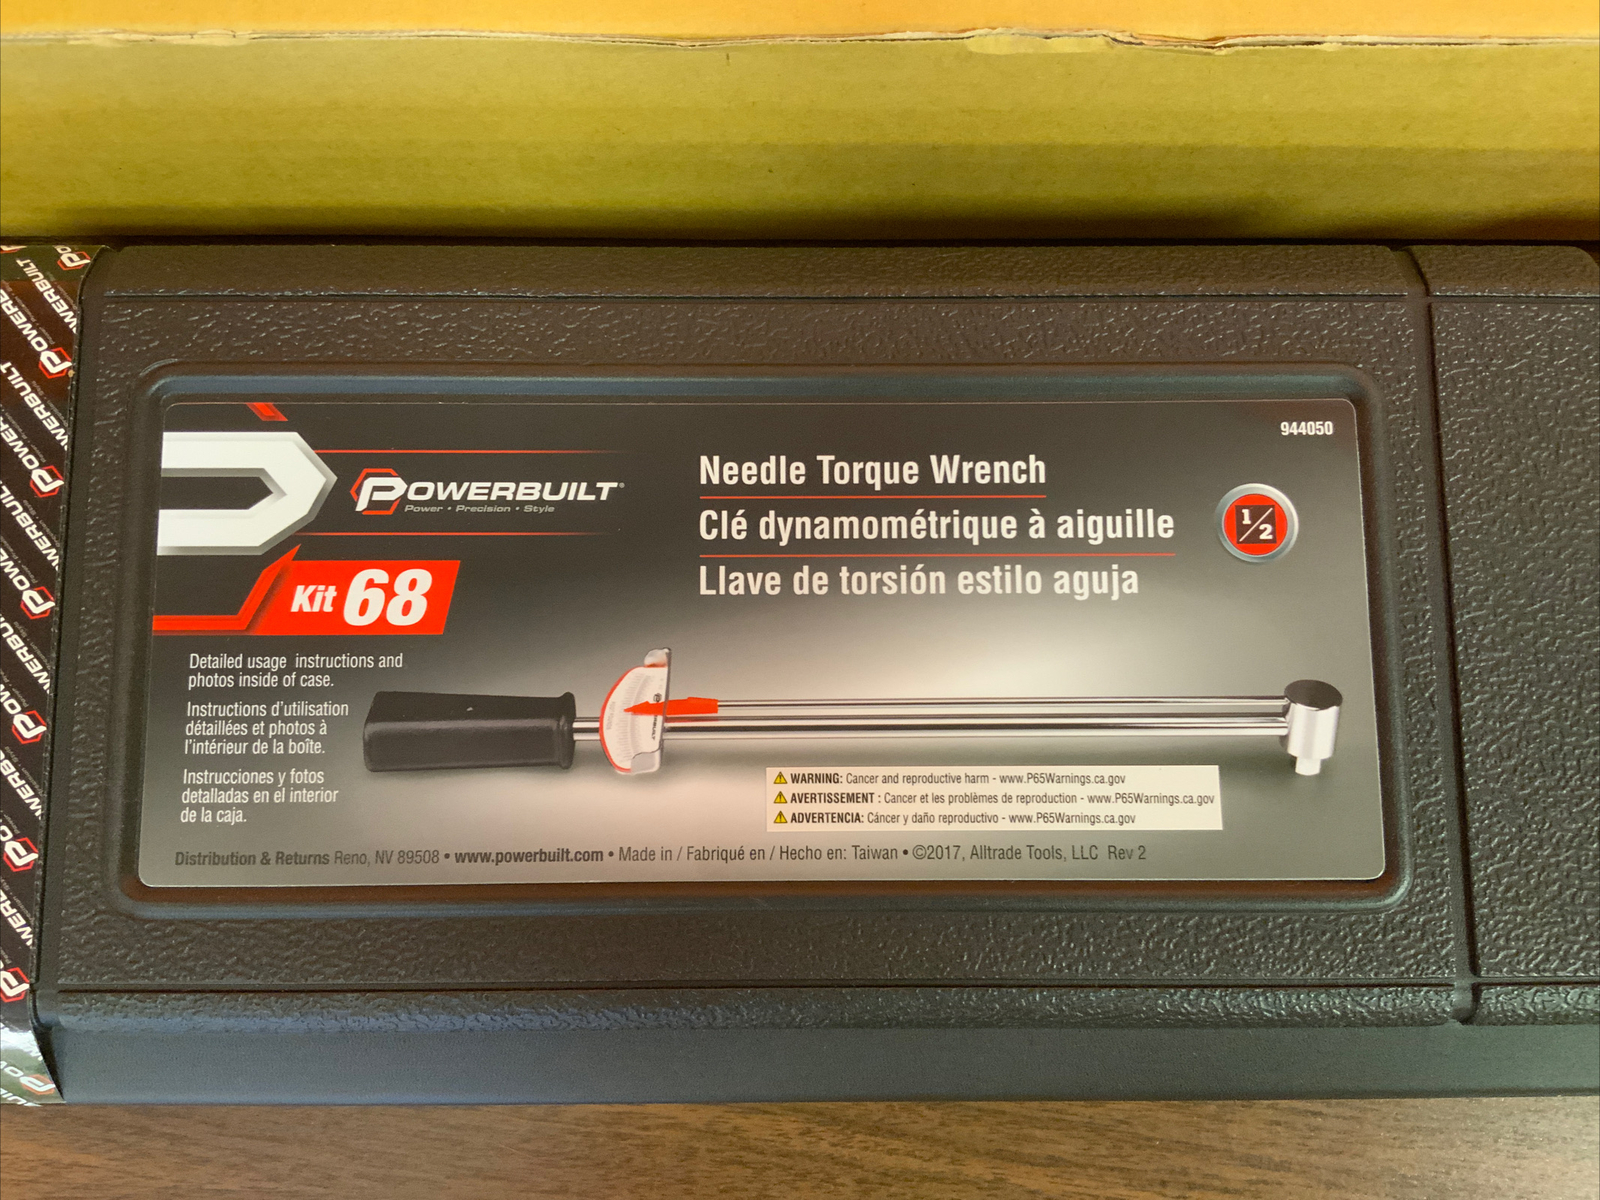 944050
POWERBUILT®
Power • Precision • Style
Kit 68
Needle Torque Wrench
Clé dynamométrique à aiguille
Llave de torsión estilo aguja
1/2
Detailed usage instructions and
photos inside of case.
Instructions d'utilisation
détaillées et photos à
l'intérieur de la boîte.
Instrucciones y fotos
detalladas en el interior
de la caja.
WARNING: Cancer and reproductive harm - www.P65Warnings.ca.gov
AVERTISSEMENT : Cancer et les problèmes de reproduction - www.P65Warnings.ca.gov
ADVERTENCIA: Cáncer y daño reproductivo - www.P65Warnings.ca.gov
Distribution & Returns Reno, NV 89508 • www.powerbuilt.com • Made in / Fabriqué en / Hecho en: Taiwan • ©2017, Alltrade Tools, LLC Rev 2
POWERBUILT
POWERBUILT
POWERBUILT